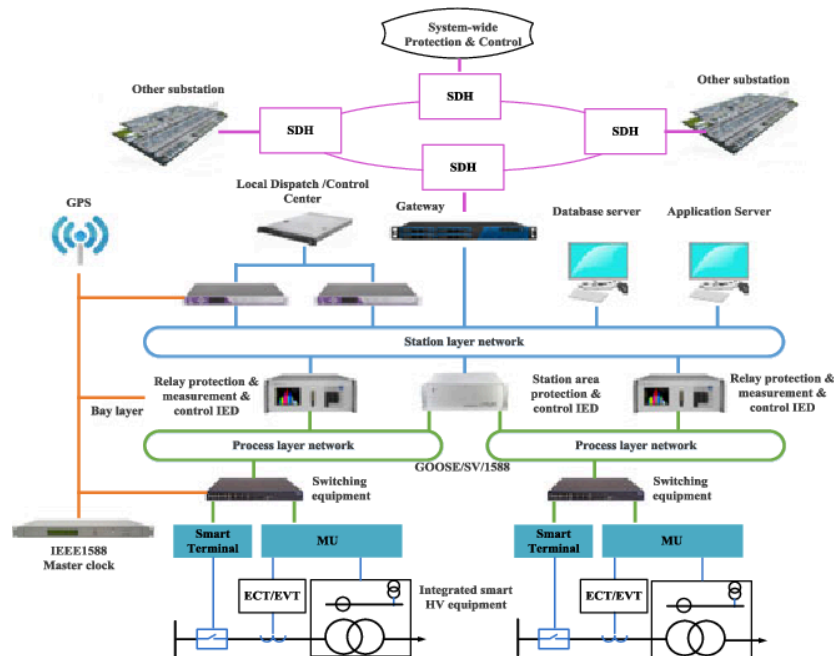 System-wide
Protection & Control
Other substation
Other substation
SDH
SDH
SDH
SDH
Local Dispatch /Control
Center
Gateway
GPS
Database server
Application Server
Station layer network
Relay protection &
measurement &
control IED
Station area
protection &
control IED
Relay protection &
measurement &
control IED
Bay layer
Process layer network
Process layer network
GOOSE/SV/1588
Switching
equipment
Switching
equipment
Smart
Terminal
MU
Smart
Terminal
MU
IEEE1588
Master clock
ECT/EVT
Integrated smart
HV equipment
ECT/EVT